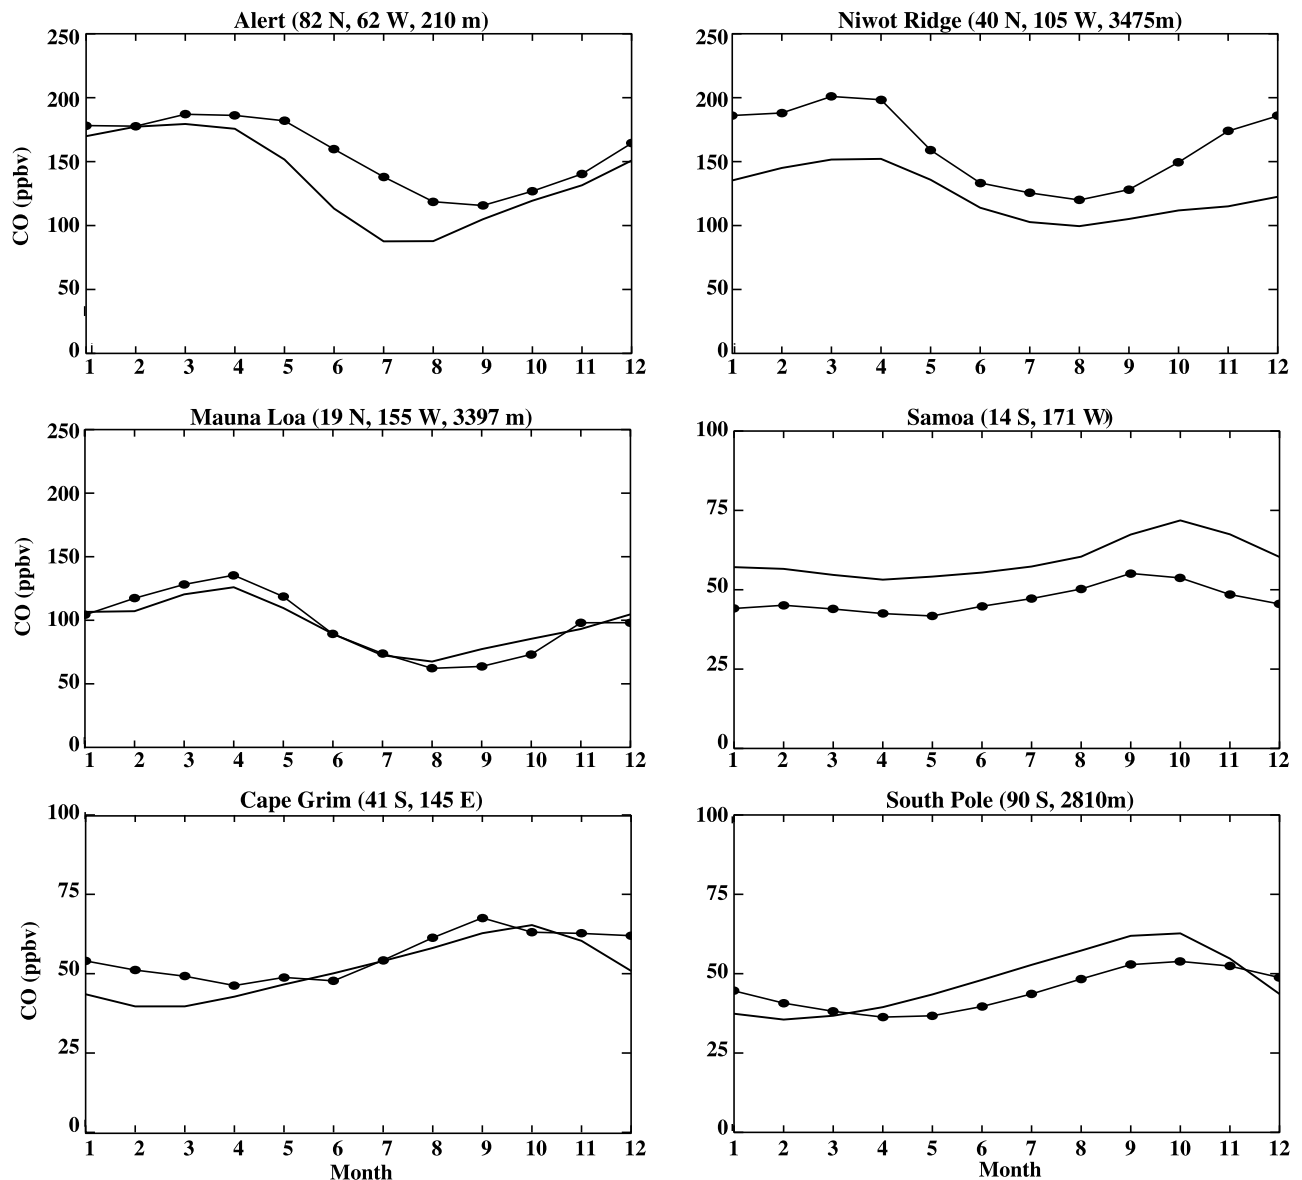 Alert (82 N, 62 W, 210 m)
250
200
150
100
50
0
CO (ppbv)
1 2 3 4 5 6 7 8 9 10 11 12
Niwot Ridge (40 N, 105 W, 3475m)
250
200
150
100
50
0
1 2 3 4 5 6 7 8 9 10 11 12
Mauna Loa (19 N, 155 W, 3397 m)
250
200
150
100
50
0
CO (ppbv)
1 2 3 4 5 6 7 8 9 10 11 12
Samoa (14 S, 171 W)
100
75
50
25
0
1 2 3 4 5 6 7 8 9 10 11 12
Cape Grim (41 S, 145 E)
100
75
50
25
0
CO (ppbv)
1 2 3 4 5 6 7 8 9 10 11 12
Month
South Pole (90 S, 2810m)
100
75
50
25
0
1 2 3 4 5 6 7 8 9 10 11 12
Month